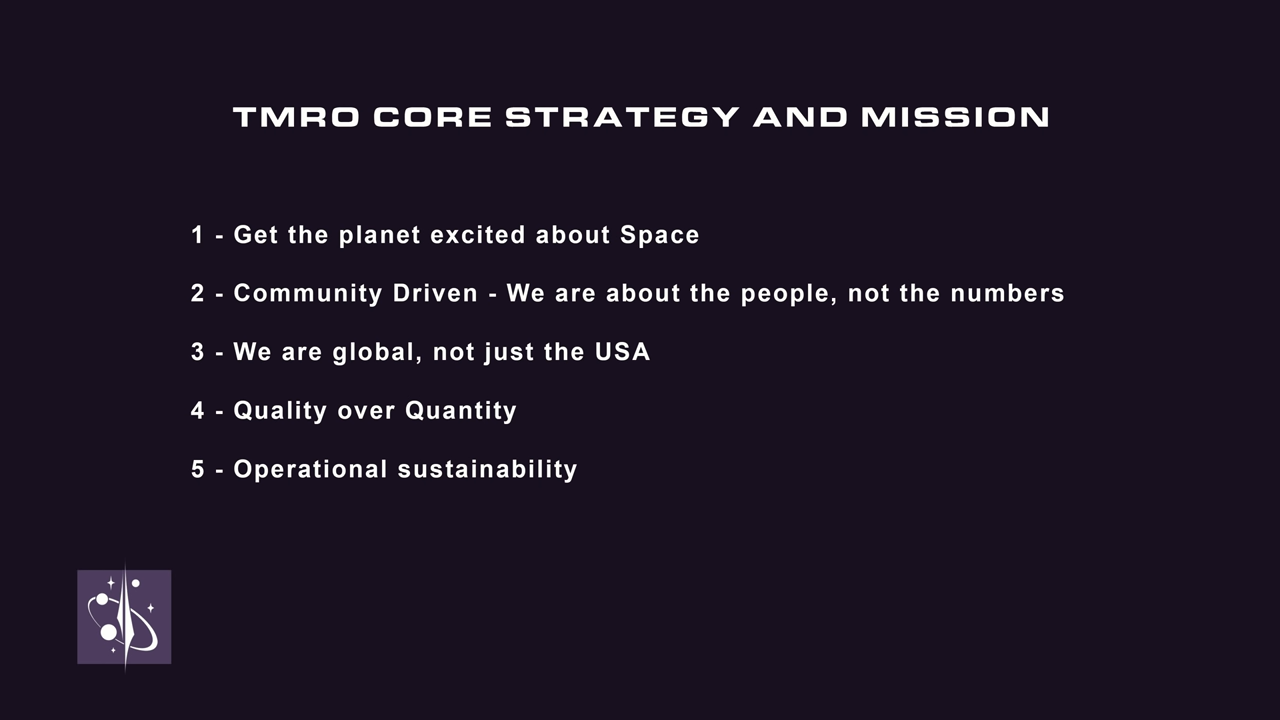 TMRO CORE STRATEGY AND MISSION
1 - Get the planet excited about Space
2 - Community Driven - We are about the people, not the numbers
3 - We are global, not just the USA
4 - Quality over Quantity
5 - Operational sustainability